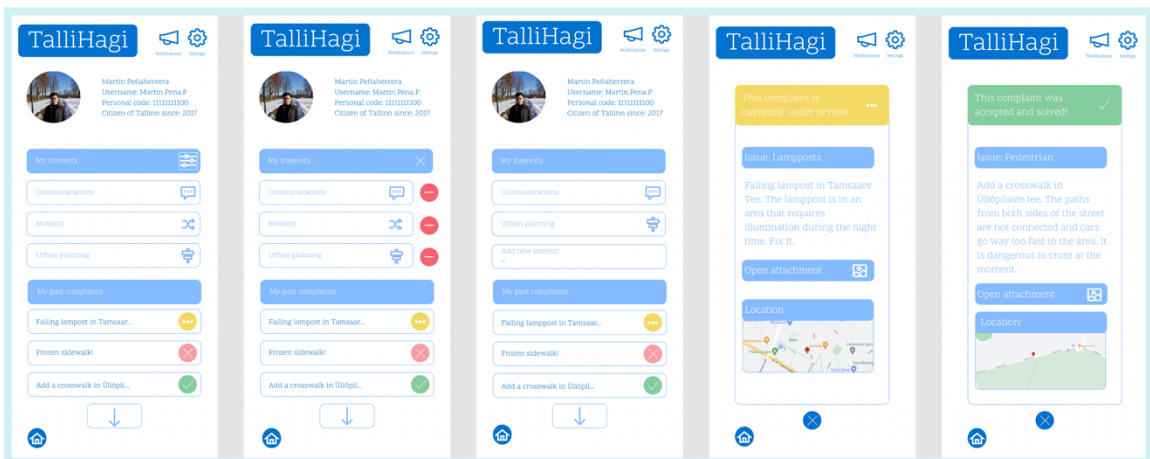 TalliHagi
Notifications
Settings
Martin Peñaherrera
Username: Martin.Pena.P
Personal code: 11111111100
Citizen of Tallinn since: 2017
My interests
Communications
Mobility
Urban planning
My past complaints
Failing lampost in Tamsaar...
Frozen sidewalk!
Add a crosswalk in Üliõpil...
TalliHagi
Notifications
Settings
Martin Peñaherrera
Username: Martin.Pena.P
Personal code: 11111111100
Citizen of Tallinn since: 2017
My interests
Communications
Mobility
Urban planning
My past complaints
Failing lampost in Tamsaar...
Frozen sidewalk!
Add a crosswalk in Üliõpil...
TalliHagi
Notifications
Settings
Martin Peñaherrera
Username: Martin.Pena.P
Personal code: 11111111100
Citizen of Tallinn since: 2017
My interests
Communications
Urban planning
Add new interest
+
My past complaints
Failing lamppost in Tamsaar...
Frozen sidewalk!
Add a crosswalk in Üliõpil...
TalliHagi
Notifications
Settings
This complaint is
currently under review
Issue: Lampposts
Failing lampost in Tamsaare
Tee. The lamppost is in an
area that requires
illumination during the night
time. Fix it.
Open attachment
Location:
TalliHagi
Notifications
Settings
This complaint was
accepted and solved!
Issue: Pedestrian
Add a crosswalk in
Üliõpilaste tee. The paths
from both sides of the street
are not connected and cars
go way too fast in the area. It
is dangerous to cross at the
moment.
Open attachment
Location: